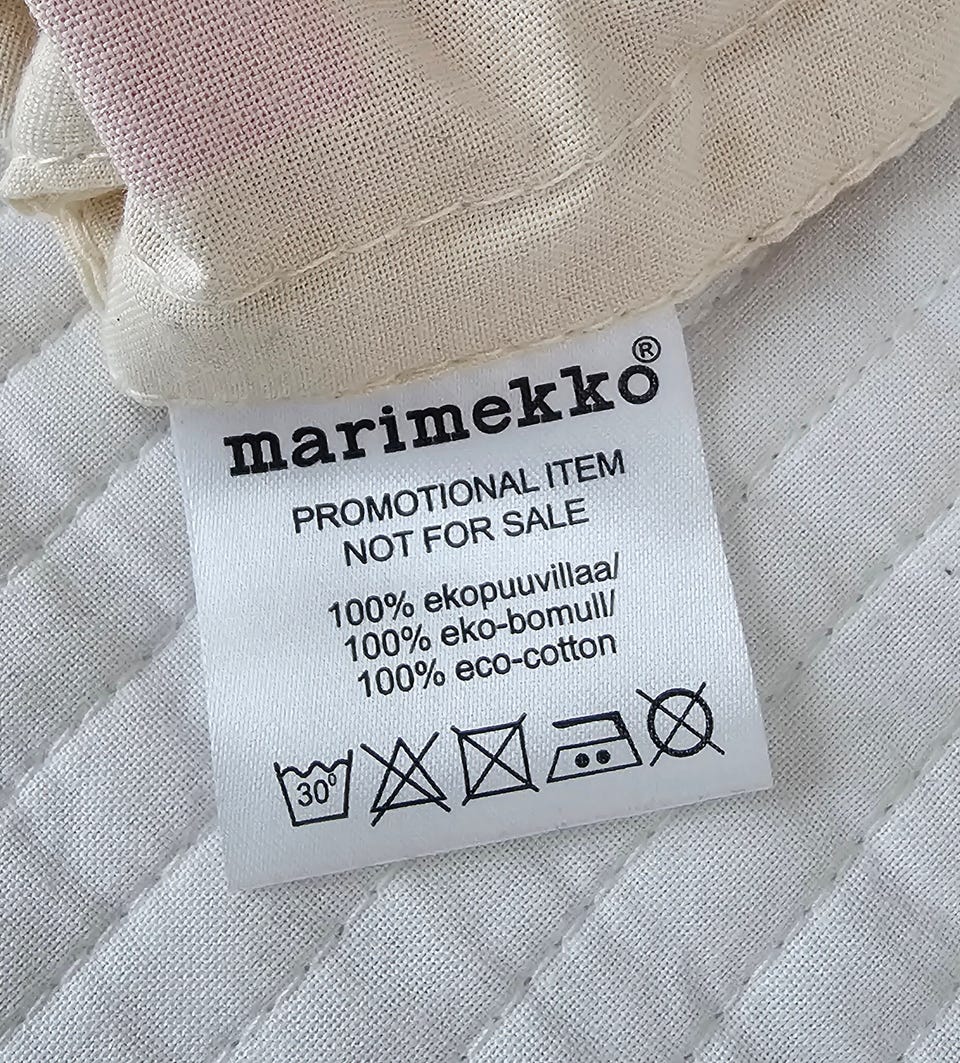 marimekko®
PROMOTIONAL ITEM
NOT FOR SALE
100% ekopuuvillaa/
100% eko-bomull/
100% eco-cotton
30°